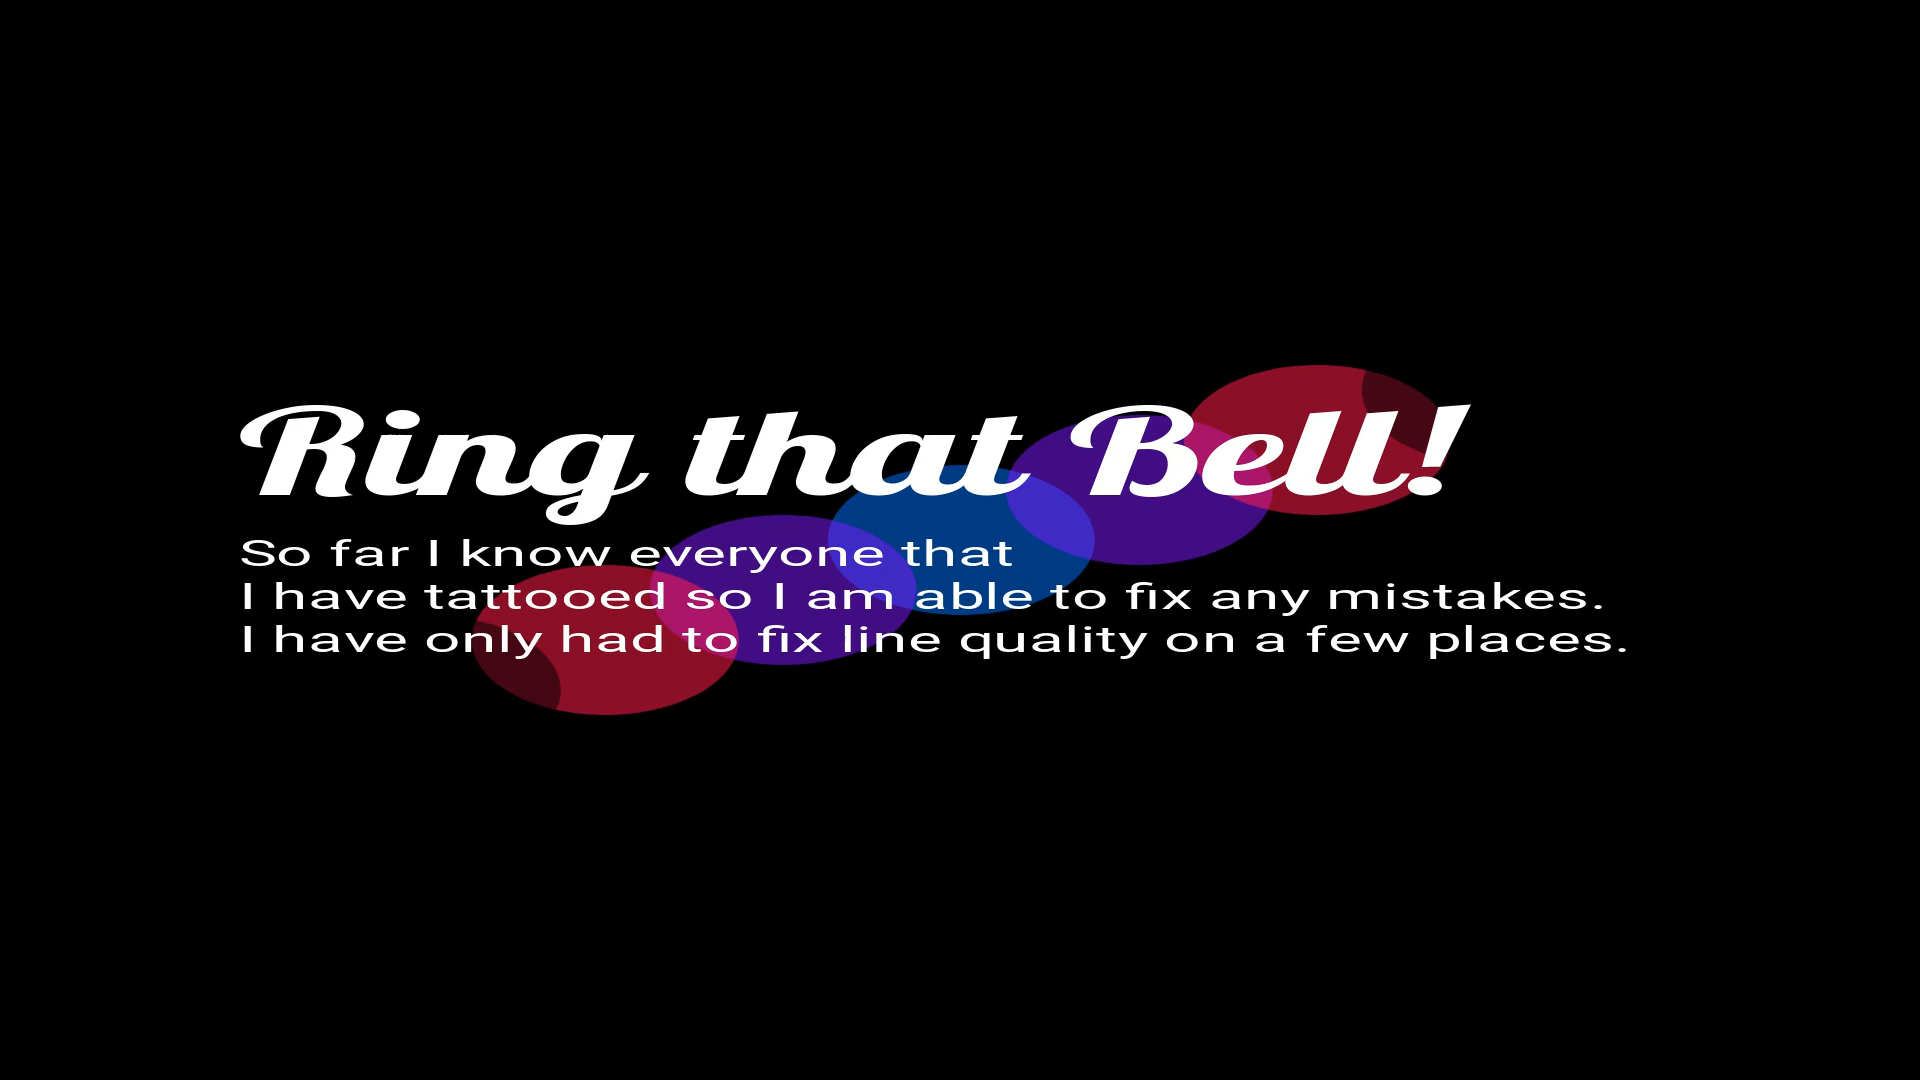 Ring that Bell!
So far I know everyone that
I have tattooed so I am able to fix any mistakes.
I have only had to fix line quality on a few places.